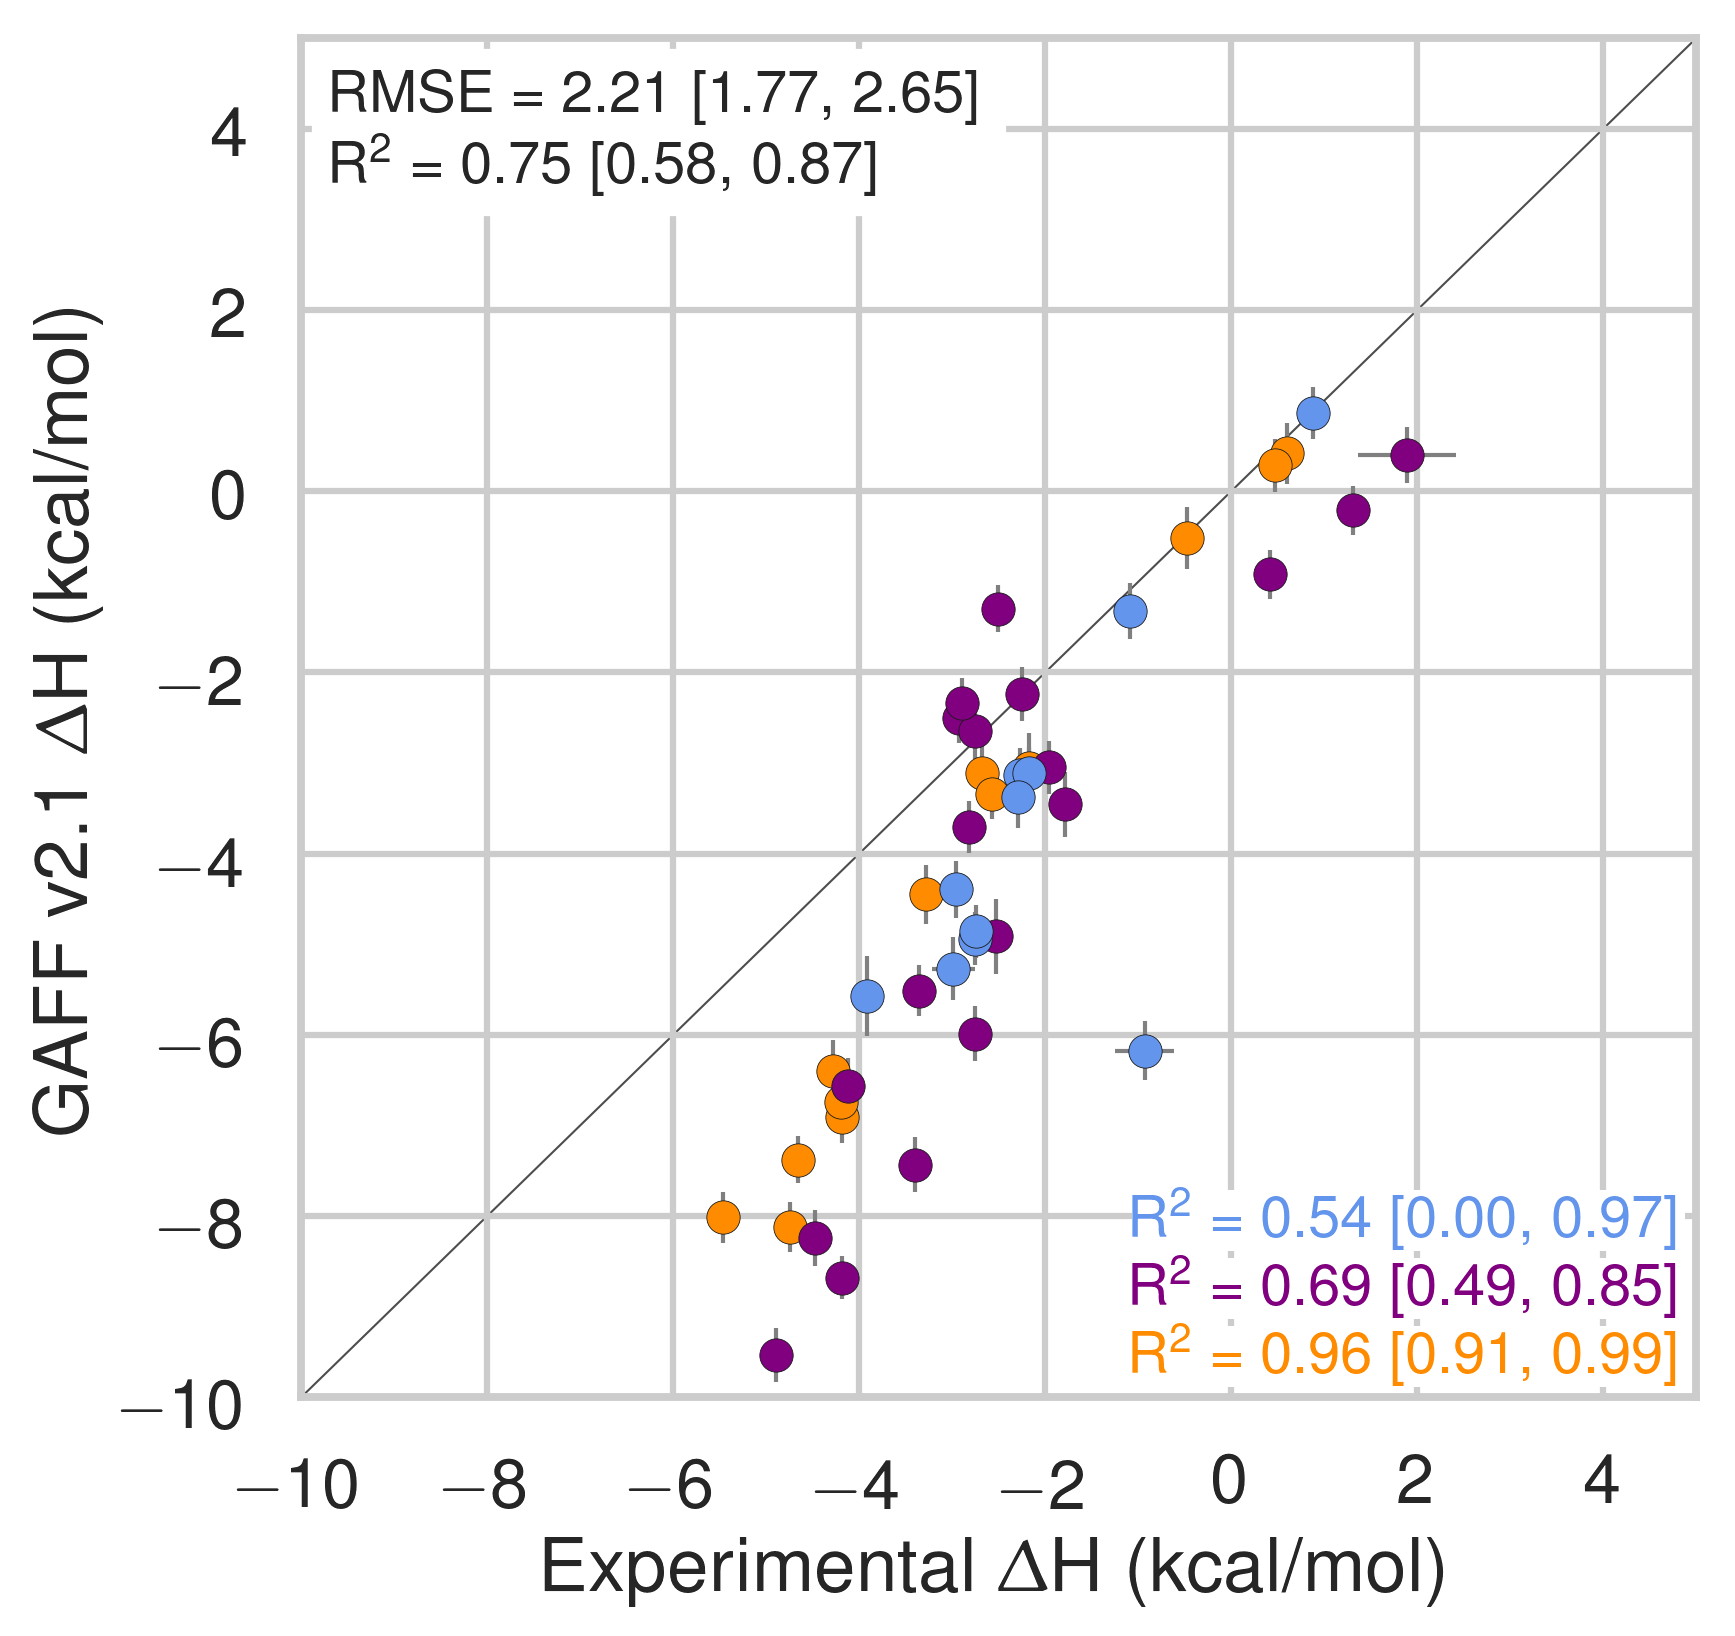 RMSE = 2.21 [1.77, 2.65]
R² = 0.75 [0.58, 0.87]
4
2
0
−2
−4
−6
−8
−10
GAFF v2.1 ΔH (kcal/mol)
R² = 0.54 [0.00, 0.97]
R² = 0.69 [0.49, 0.85]
R² = 0.96 [0.91, 0.99]
−10 −8 −6 −4 −2 0 2 4
Experimental ΔH (kcal/mol)